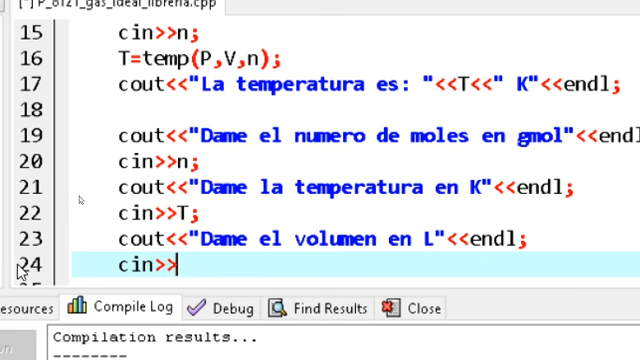 [*] P_8121_gas_ideal_libreria.cpp
15 cin>>n;
16 T=temp(P,V,n);
17 cout<<"La temperatura es: "<<T<<" K"<<endl;
18
19 cout<<"Dame el numero de moles en gmol"<<endl
20 cin>>n;
21 cout<<"Dame la temperatura en K"<<endl;
22 cin>>T;
23 cout<<"Dame el volumen en L"<<endl;
24 cin>>
esources Compile Log Debug Find Results Close
Compilation results...
--------